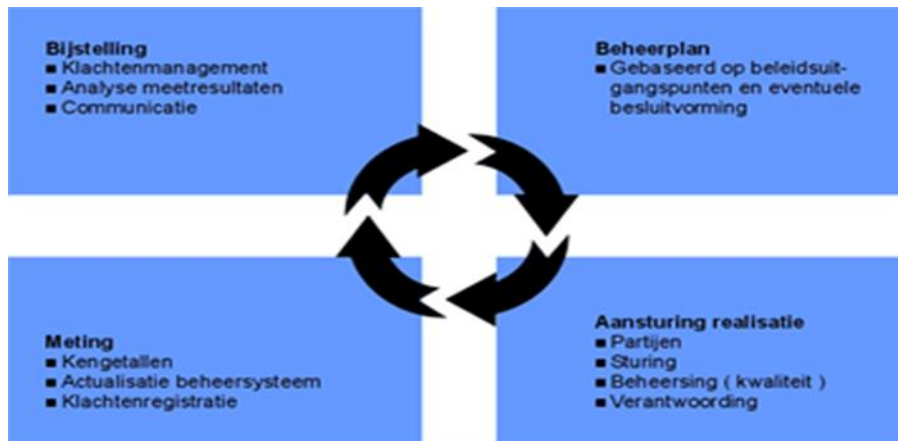 Bijstelling
■ Klachtenmanagement
■ Analyse meetresultaten
■ Communicatie
Beheerplan
■ Gebaseerd op beleidsuit-
gangspunten en eventuele
besluitvorming
Meting
■ Kengetallen
■ Actualisatie beheersysteem
■ Klachtenregistratie
Aansturing realisatie
■ Partijen
■ Sturing
■ Beheersing ( kwaliteit )
■ Verantwoording